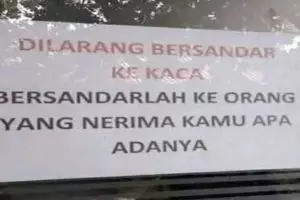 DILARANG BERSANDAR
KE KACA
BERSANDARLAH KE ORANG
YANG NERIMA KAMU APA
ADANYA